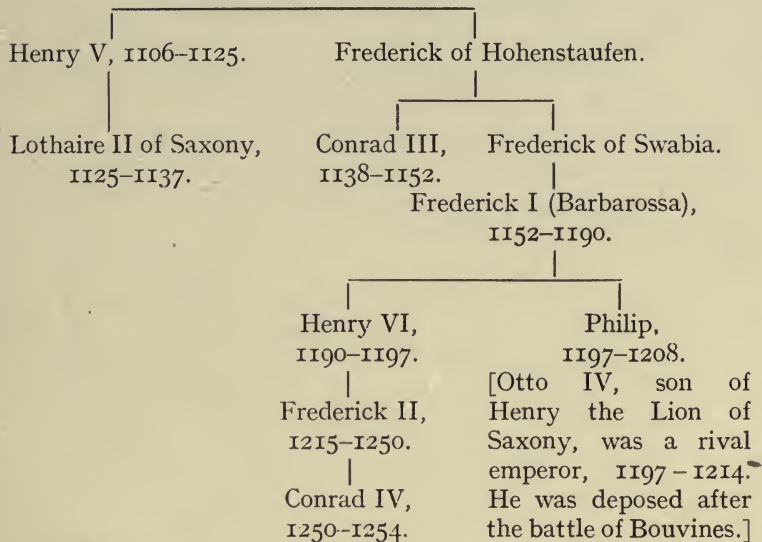 Henry V, 1106–1125. Frederick of Hohenstaufen.
Lothaire II of Saxony, Conrad III, Frederick of Swabia.
1125–1137. 1138–1152.
Frederick I (Barbarossa),
1152–1190.
Henry VI, Philip,
1190–1197. 1197–1208.
[Otto IV, son of
Frederick II, Henry the Lion of
1215–1250. Saxony, was a rival
emperor, 1197–1214.
Conrad IV, He was deposed after
1250–1254. the battle of Bouvines.]